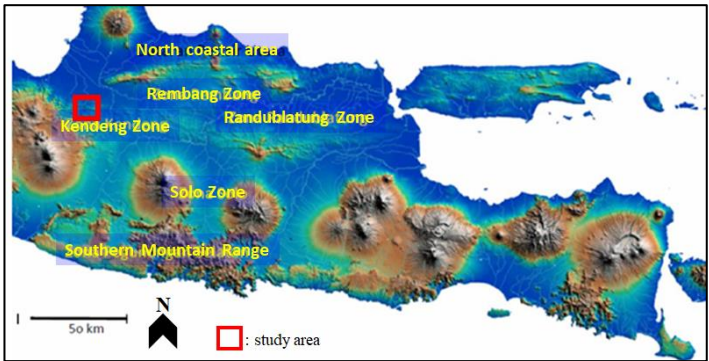 North coastal area
Rembang Zone
Randublatung Zone
Kendeng Zone
Solo Zone
Southern Mountain Range
N
50 km
: study area